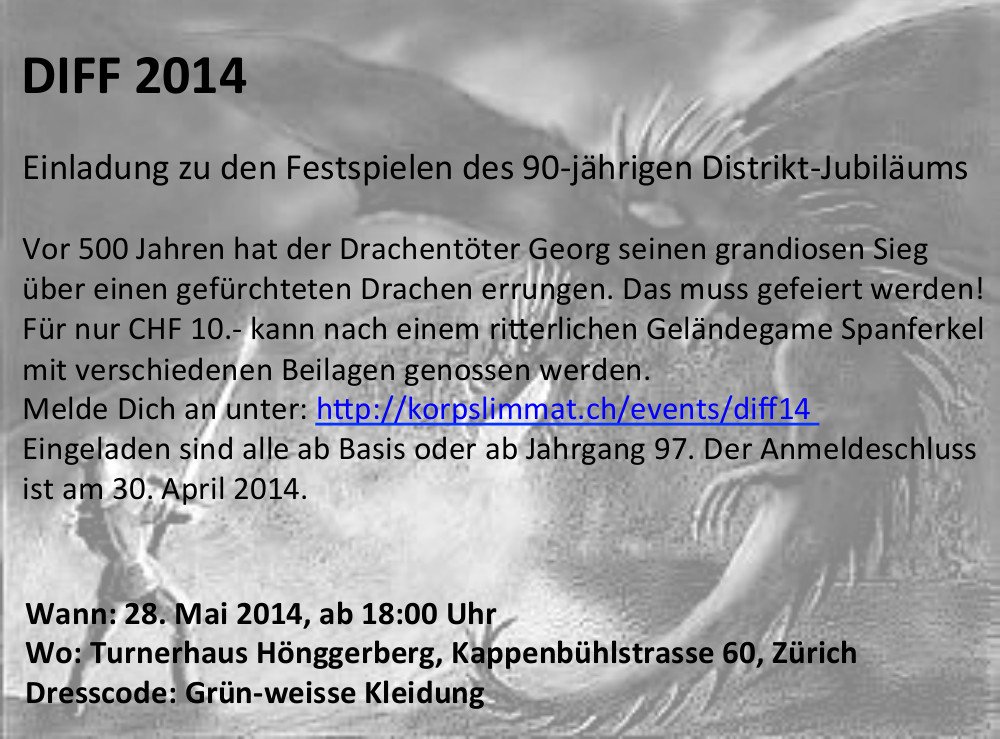 DIFF 2014
Einladung zu den Festspielen des 90-jährigen Distrikt-Jubiläums
Vor 500 Jahren hat der Drachentöter Georg seinen grandiosen Sieg
über einen gefürchteten Drachen errungen. Das muss gefeiert werden!
Für nur CHF 10.- kann nach einem ritterlichen Geländegame Spanferkel
mit verschiedenen Beilagen genossen werden.
Melde Dich an unter: http://korpslimmat.ch/events/diff14
Eingeladen sind alle ab Basis oder ab Jahrgang 97. Der Anmeldeschluss
ist am 30. April 2014.
Wann: 28. Mai 2014, ab 18:00 Uhr
Wo: Turnerhaus Hönggerberg, Kappenbühlstrasse 60, Zürich
Dresscode: Grün-weisse Kleidung